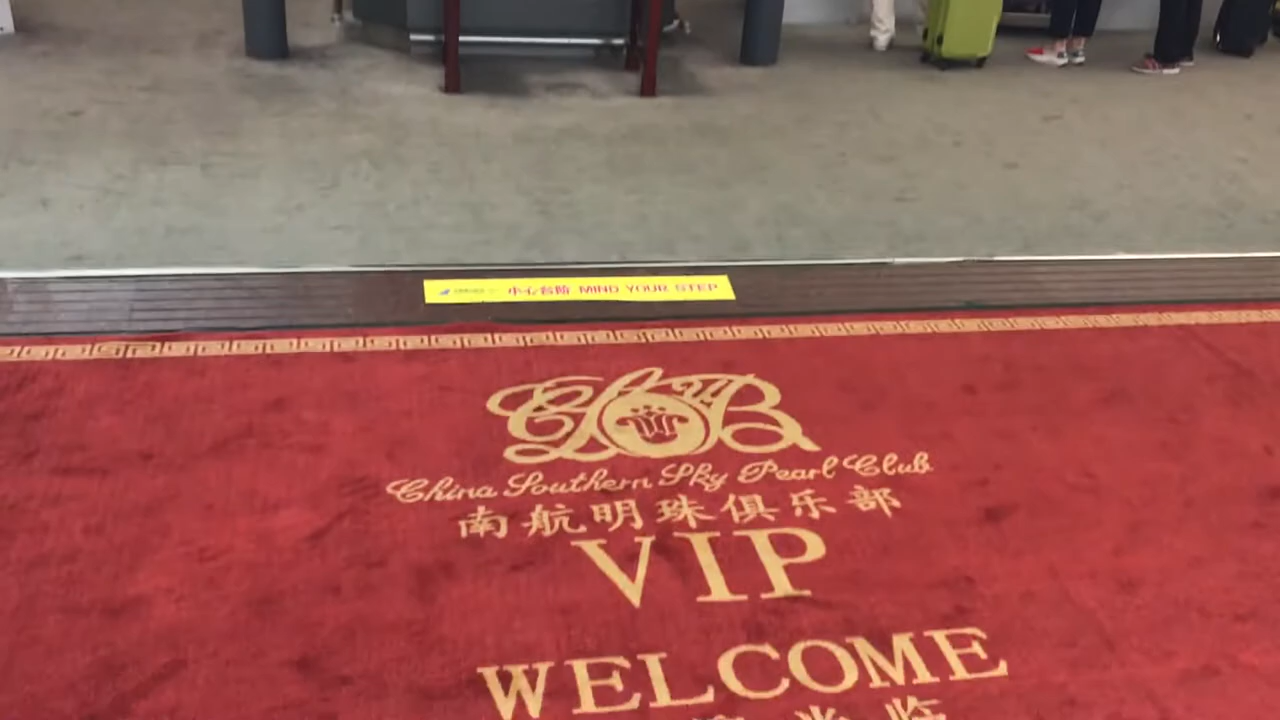 小心台阶 MIND YOUR STEP
CLUB
China Southern Sky Pearl Club
南航明珠俱乐部
VIP
WELCOME